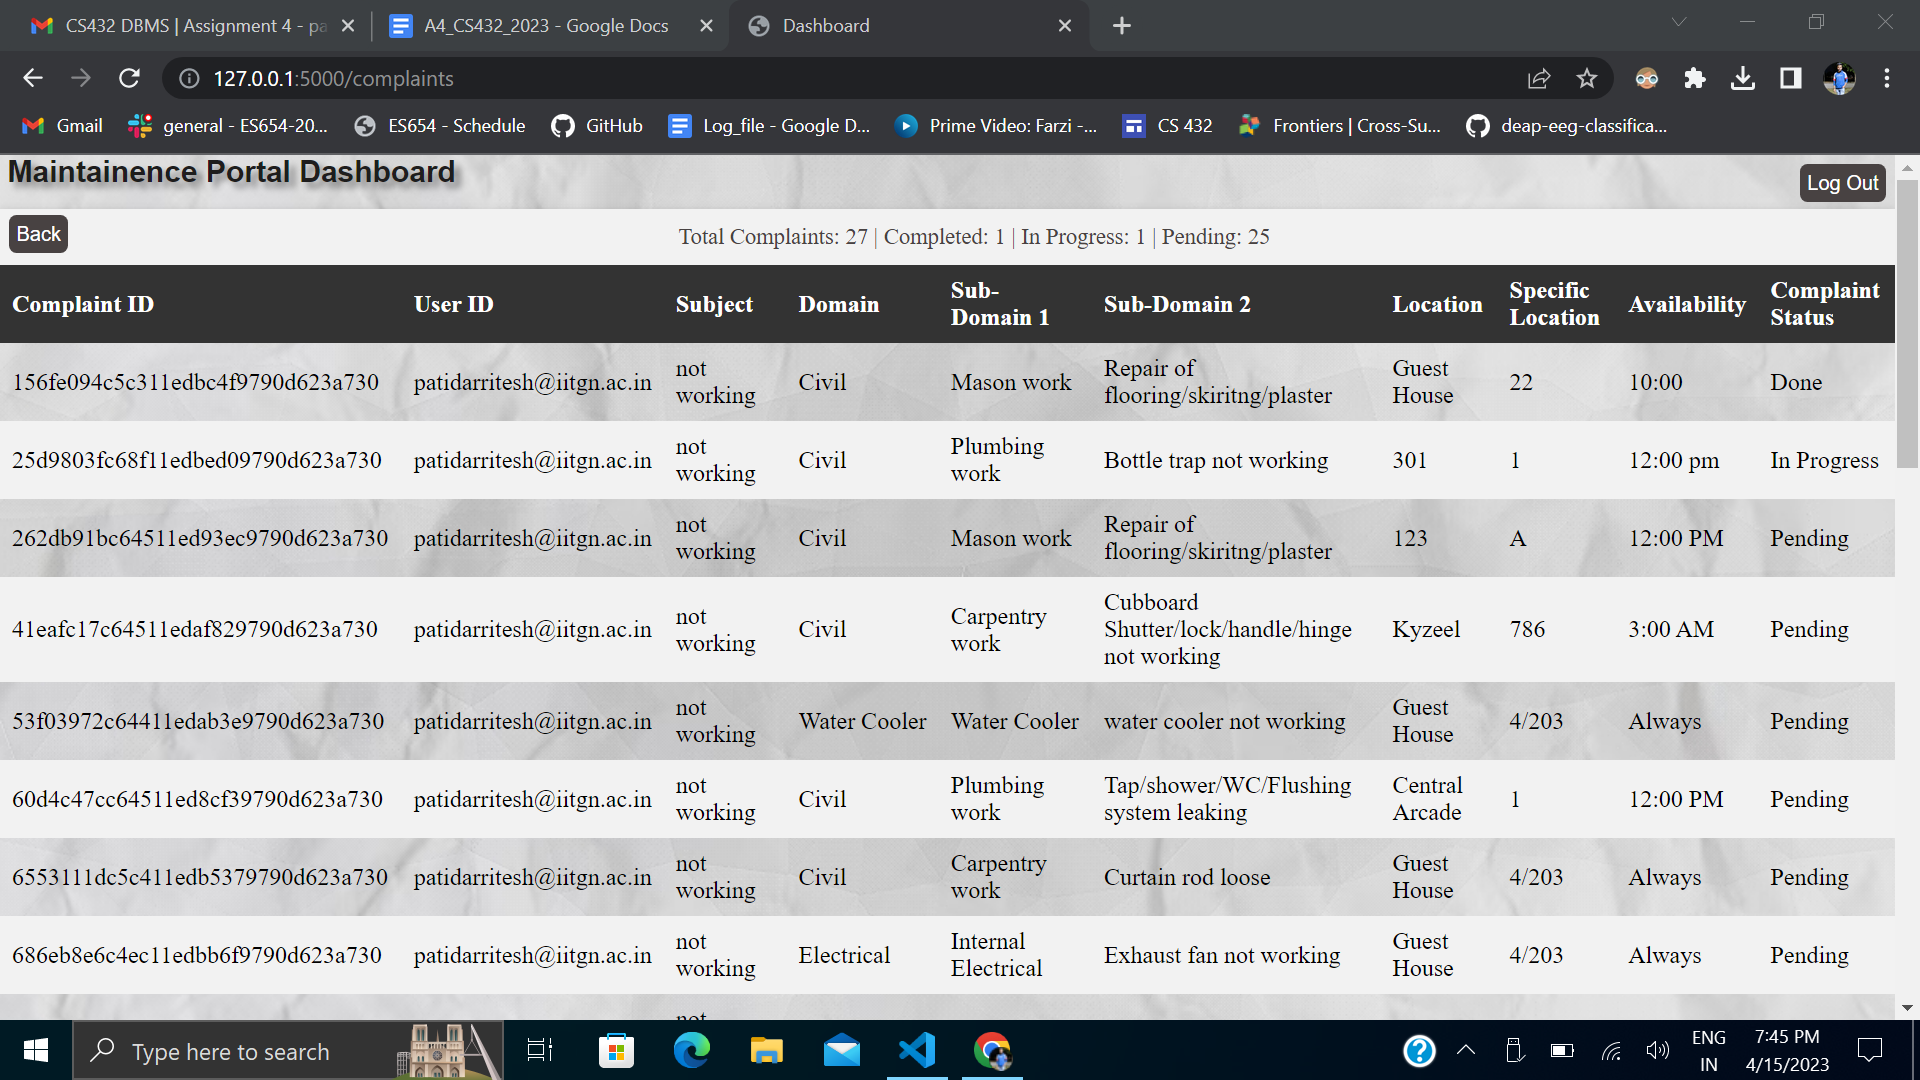 CS432 DBMS | Assignment 4 - pa
A4_CS432_2023 - Google Docs
Dashboard
127.0.0.1:5000/complaints
Gmail
general - ES654-20...
ES654 - Schedule
GitHub
Log_file - Google D...
Prime Video: Farzi -...
CS 432
Frontiers | Cross-Su...
deap-eeg-classifica...
Maintainence Portal Dashboard
Log Out
Back
Total Complaints: 27 | Completed: 1 | In Progress: 1 | Pending: 25
Complaint ID
User ID
Subject
Domain
Sub-
Domain 1
Sub-Domain 2
Location
Specific
Location
Availability
Complaint
Status
156fe094c5c311edbc4f9790d623a730
patidarritesh@iitgn.ac.in
not
working
Civil
Mason work
Repair of
flooring/skiritng/plaster
Guest
House
22
10:00
Done
25d9803fc68f11edbed09790d623a730
patidarritesh@iitgn.ac.in
not
working
Civil
Plumbing
work
Bottle trap not working
301
1
12:00 pm
In Progress
262db91bc64511ed93ec9790d623a730
patidarritesh@iitgn.ac.in
not
working
Civil
Mason work
Repair of
flooring/skiritng/plaster
123
A
12:00 PM
Pending
41eafc17c64511edaf829790d623a730
patidarritesh@iitgn.ac.in
not
working
Civil
Carpentry
work
Cubboard
Shutter/lock/handle/hinge
not working
Kyzeel
786
3:00 AM
Pending
53f03972c64411edab3e9790d623a730
patidarritesh@iitgn.ac.in
not
working
Water Cooler
Water Cooler
water cooler not working
Guest
House
4/203
Always
Pending
60d4c47cc64511ed8cf39790d623a730
patidarritesh@iitgn.ac.in
not
working
Civil
Plumbing
work
Tap/shower/WC/Flushing
system leaking
Central
Arcade
1
12:00 PM
Pending
6553111dc5c411edb5379790d623a730
patidarritesh@iitgn.ac.in
not
working
Civil
Carpentry
work
Curtain rod loose
Guest
House
4/203
Always
Pending
686eb8e6c4ec11edbb6f9790d623a730
patidarritesh@iitgn.ac.in
not
working
Electrical
Internal
Electrical
Exhaust fan not working
Guest
House
4/203
Always
Pending
not
Type here to search
ENG
IN
7:45 PM
4/15/2023